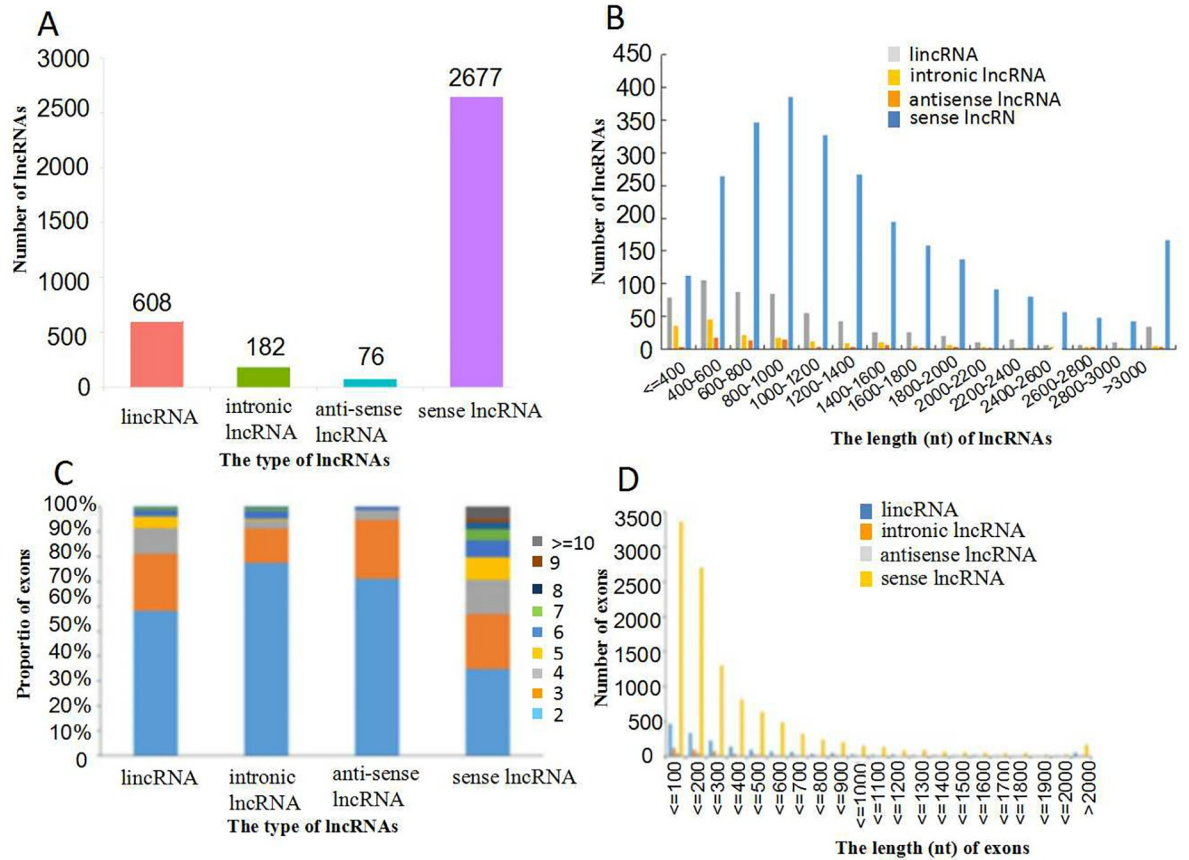 A
3000
2500
2000
1500
1000
500
0
Number of lncRNAs
608
182
76
2677
lincRNA
intronic
lncRNA
anti-sense
lncRNA
sense lncRNA
The type of lncRNAs
B
450
400
350
300
250
200
150
100
50
0
Number of lncRNAs
lincRNA
intronic lncRNA
antisense lncRNA
sense lncRN
<=400
400-600
600-800
800-1000
1000-1200
1200-1400
1400-1600
1600-1800
1800-2000
2000-2200
2200-2400
2400-2600
2600-2800
2800-3000
>3000
The length (nt) of lncRNAs
C
100%
90%
80%
70%
60%
50%
40%
30%
20%
10%
0
Proportio of exons
>=10
9
8
7
6
5
4
3
2
lincRNA
intronic
lncRNA
anti-sense
lncRNA
sense lncRNA
The type of lncRNAs
D
3500
3000
2500
2000
1500
1000
500
0
Number of exons
lincRNA
intronic lncRNA
antisense lncRNA
sense lncRNA
<=100
<=200
<=300
<=400
<=500
<=600
<=700
<=800
<=900
<=1000
<=1100
<=1200
<=1300
<=1400
<=1500
<=1600
<=1700
<=1800
<=1900
<=2000
>2000
The length (nt) of exons